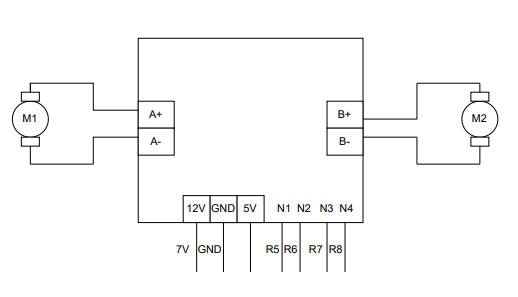 A+
B+
M1
M2
A-
B-
12V GND 5V N1 N2 N3 N4
7V GND R5 R6 R7 R8